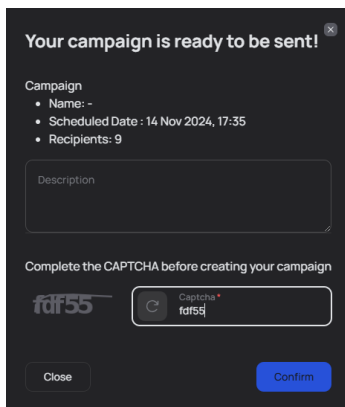 Your campaign is ready to be sent!
Campaign
• Name: -
• Scheduled Date : 14 Nov 2024, 17:35
• Recipients: 9
Description
Complete the CAPTCHA before creating your campaign
fdf55
Captcha *
fdf55
Close
Confirm